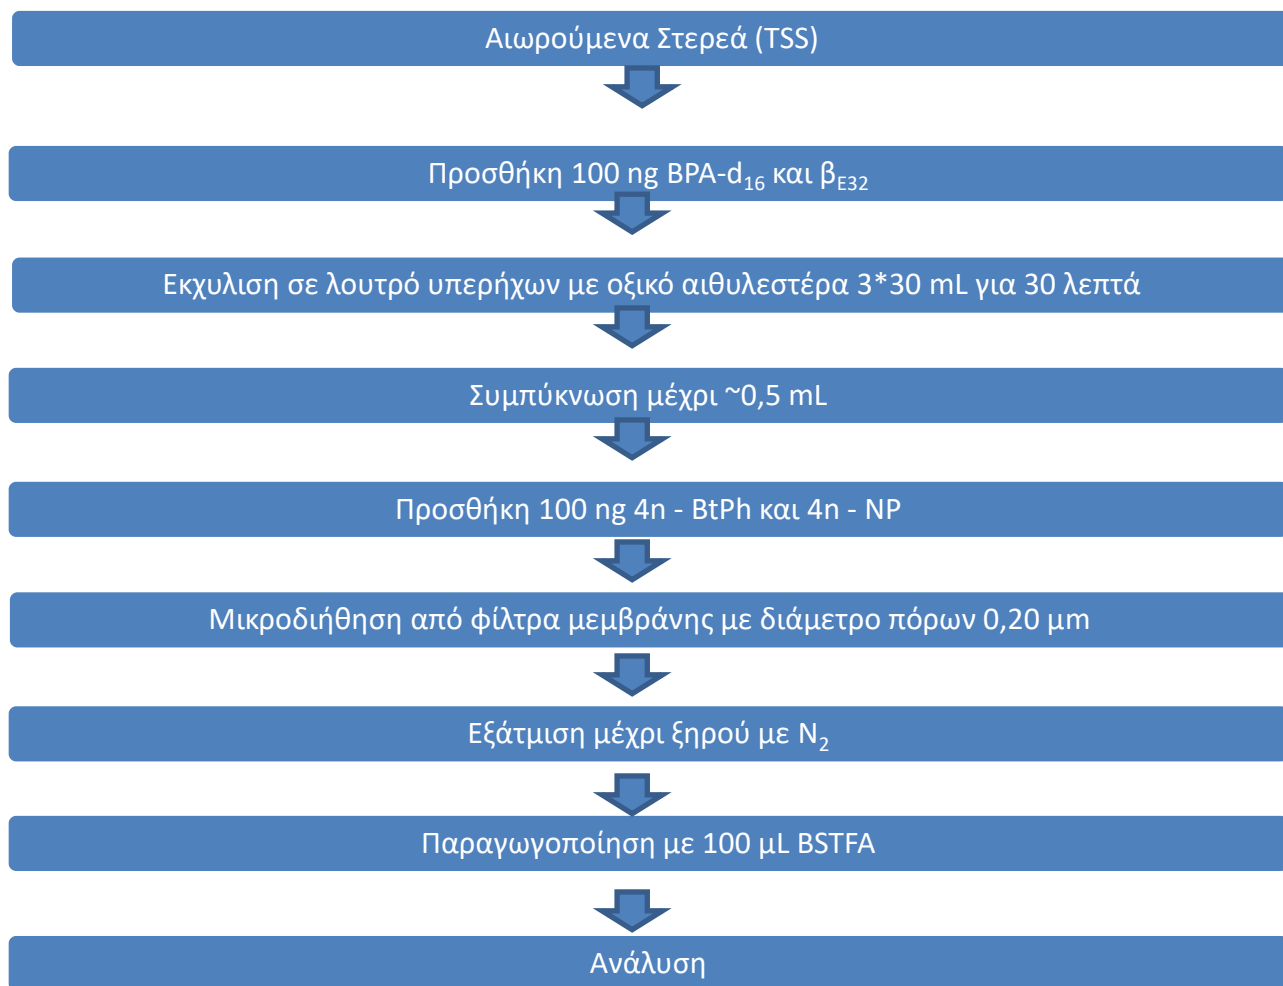 Αιωρούμενα Στερεά (TSS)
Προσθήκη 100 ng BPA-d₁₆ και β_E32
Εκχυλιση σε λουτρό υπερήχων με οξικό αιθυλεστέρα 3*30 mL για 30 λεπτά
Συμπύκνωση μέχρι ~0,5 mL
Προσθήκη 100 ng 4n - BtPh και 4n - NP
Μικροδιήθηση από φίλτρα μεμβράνης με διάμετρο πόρων 0,20 μm
Εξάτμιση μέχρι ξηρού με N₂
Παραγωγοποίηση με 100 μL BSTFA
Ανάλυση